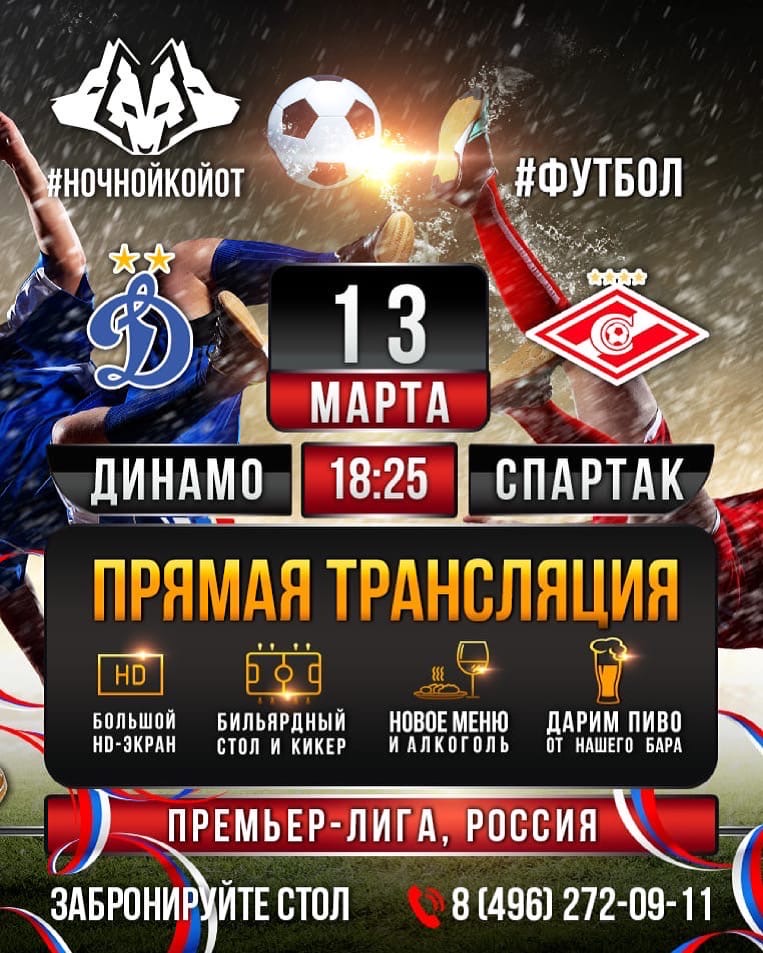 #НОЧНОЙКОЙОТ
#ФУТБОЛ
13
МАРТА
ДИНАМО
18:25
СПАРТАК
ПРЯМАЯ ТРАНСЛЯЦИЯ
HD
БОЛЬШОЙ
HD-ЭКРАН
БИЛЬЯРДНЫЙ
СТОЛ И КИКЕР
НОВОЕ МЕНЮ
И АЛКОГОЛЬ
ДАРИМ ПИВО
ОТ НАШЕГО БАРА
ПРЕМЬЕР-ЛИГА, РОССИЯ
ЗАБРОНИРУЙТЕ СТОЛ
8 (496) 272-09-11